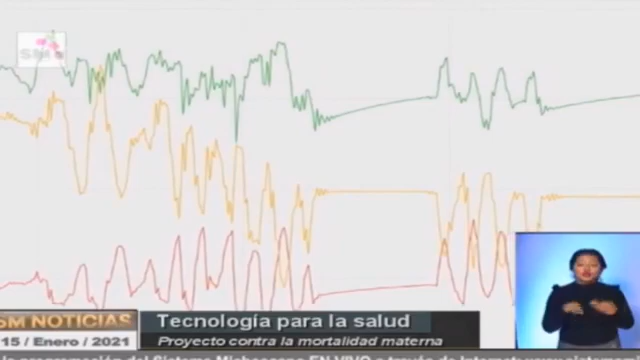 SM
Tecnología para la salud
SM NOTICIAS
Proyecto contra la mortalidad materna
15 / Enero / 2021
la programación del Sistema Michoacano EN VIVO a través de Internet